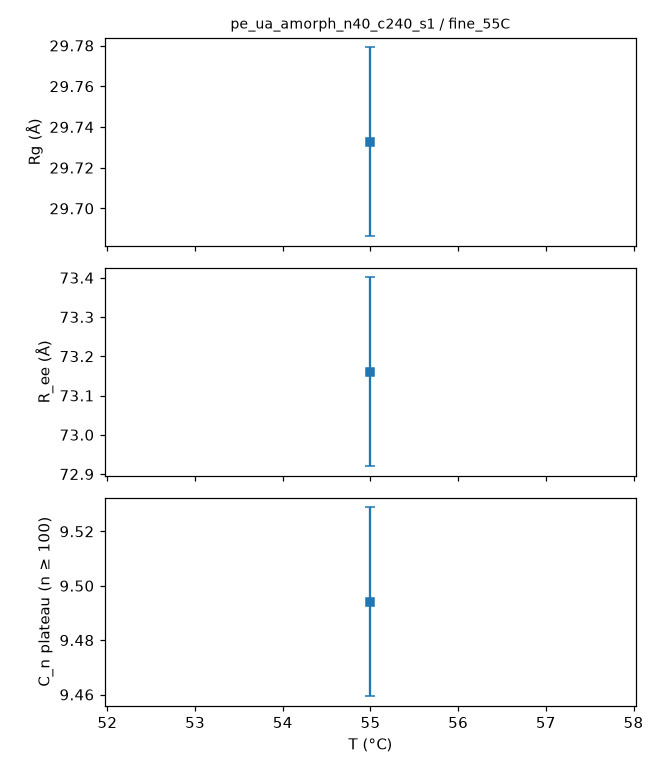 pe_ua_amorph_n40_c240_s1 / fine_55C
29.78
29.76
29.74
29.72
29.70
Rg (Å)
73.4
73.3
73.2
73.1
73.0
72.9
R_ee (Å)
9.52
9.50
9.48
9.46
C_n plateau (n ≥ 100)
52 53 54 55 56 57 58
T (°C)